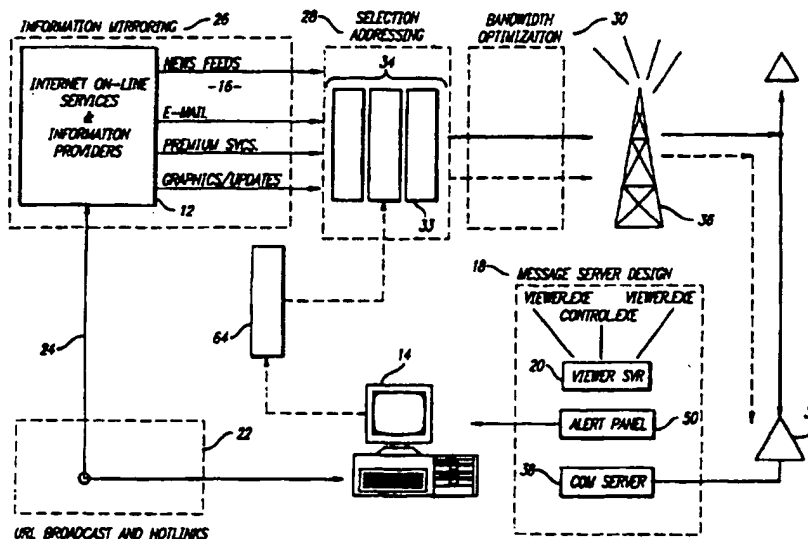 INFORMATION MIRRORING
26
28
SELECTION
ADDRESSING
BANDWIDTH
OPTIMIZATION
30
INTERNET ON-LINE
SERVICES
&
INFORMATION
PROVIDERS
NEWS FEEDS
-16-
E-MAIL
PREMIUM SVCS.
GRAPHICS/UPDATES
12
34
33
36
24
64
14
18
MESSAGE SERVER DESIGN
VIEWER.EXE
VIEWER.EXE
CONTROL.EXE
20
VIEWER SVR
ALERT PANEL
50
38
COM SERVER
22
URL BROADCAST AND HOTLINKS